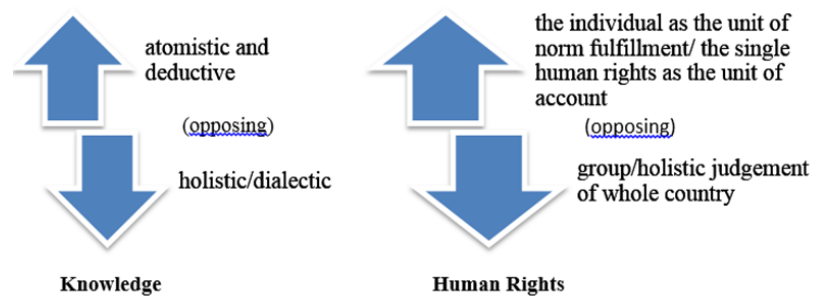 atomistic and
deductive
(opposing)
holistic/dialectic
Knowledge
the individual as the unit of
norm fulfillment/ the single
human rights as the unit of
account
(opposing)
group/holistic judgement
of whole country
Human Rights